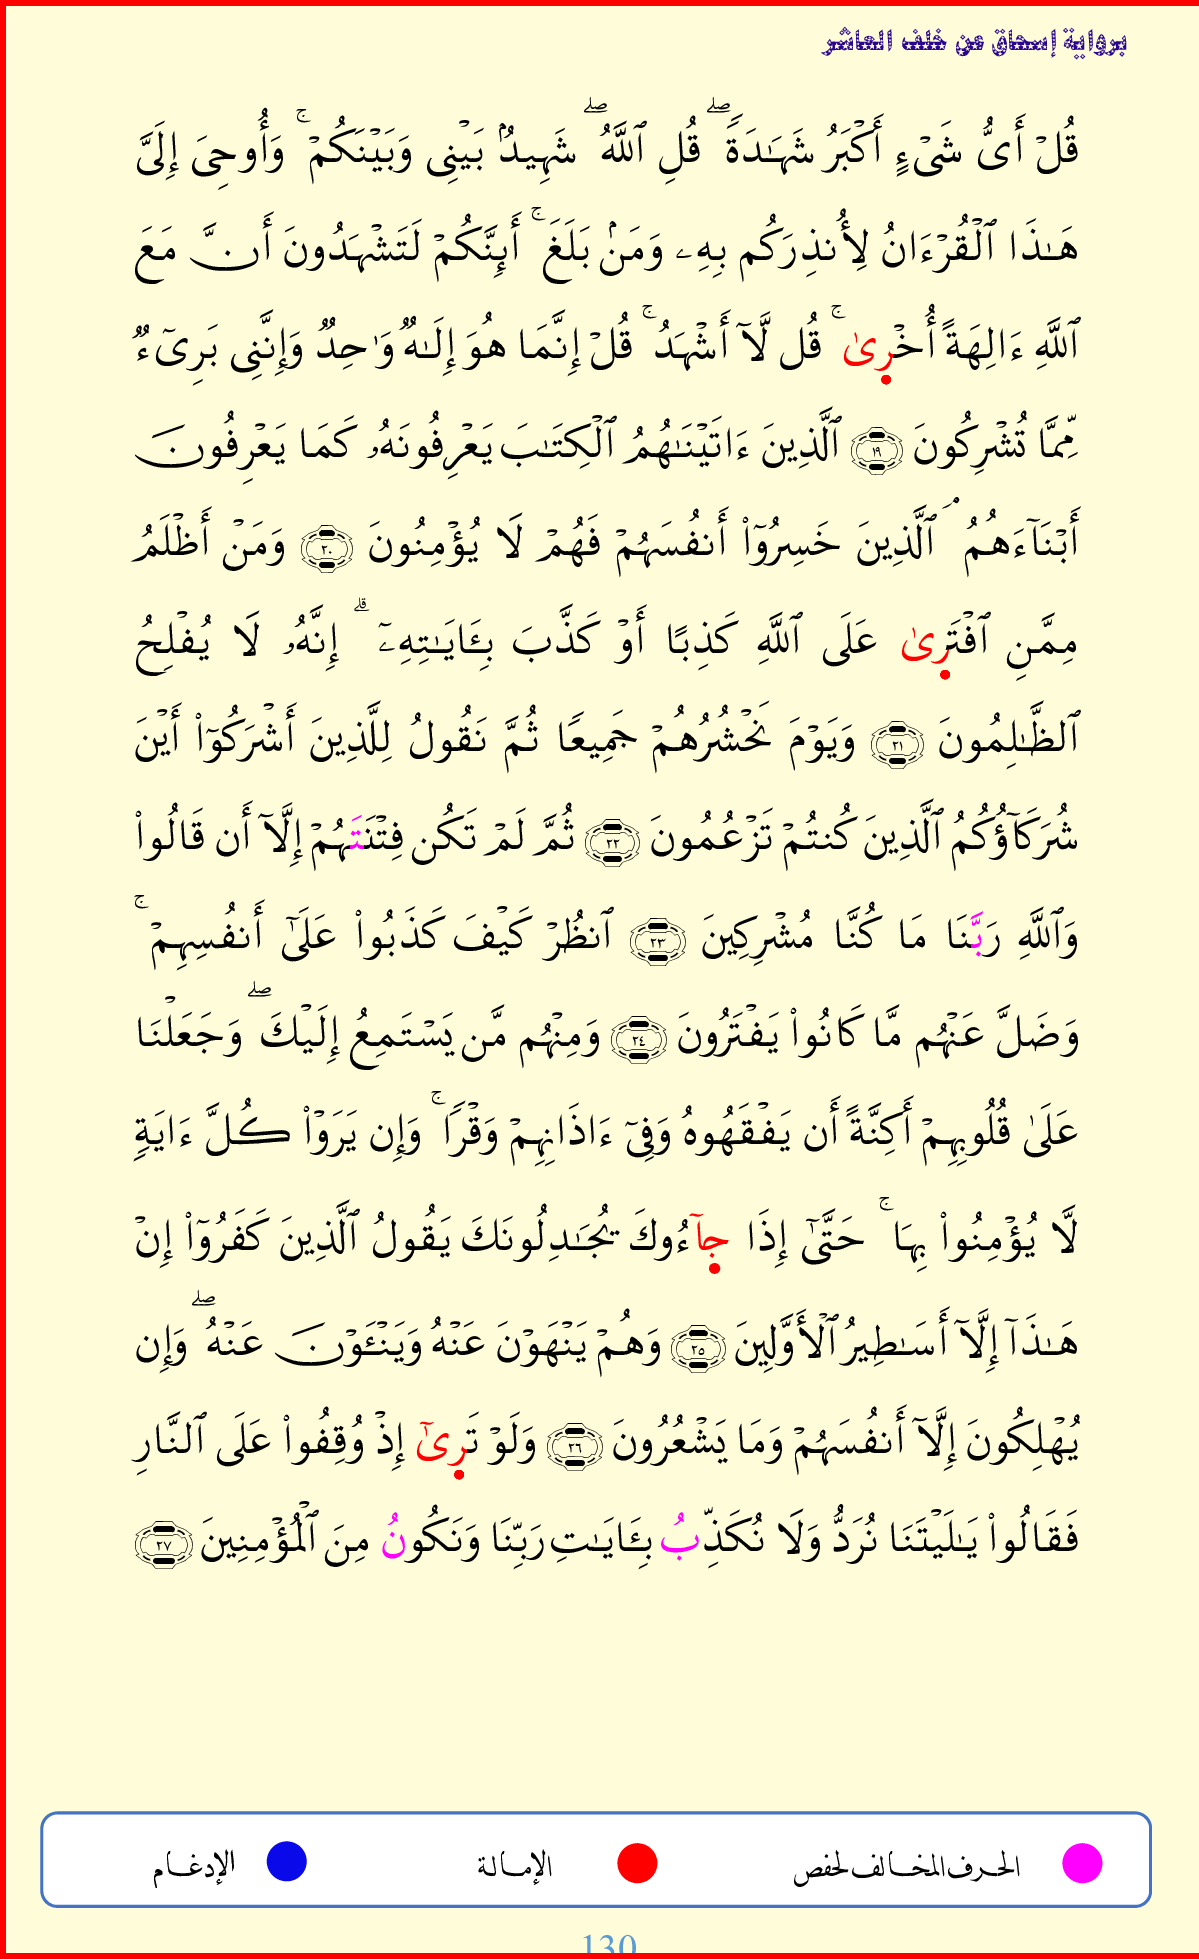 برواية إسحاق عن خلف العاشر
قُلۡ أَىُّ شَىۡءٍ أَكۡبَرُ شَهَـٰدَةًۖ قُلِ ٱللَّهُۖ شَهِيدُۢ بَيۡنِى وَبَيۡنَكُمۡۚ وَأُوحِىَ إِلَىَّ
هَـٰذَا ٱلۡقُرۡءَانُ لِأُنذِرَكُم بِهِۦ وَمَنۢ بَلَغَۚ أَئِنَّكُمۡ لَتَشۡهَدُونَ أَنَّ مَعَ
ٱللَّهِ ءَالِهَةً أُخۡرِىٰۚ قُل لَّآ أَشۡهَدُۚ قُلۡ إِنَّمَا هُوَ إِلَـٰهٌ وَٰحِدٌ وَإِنَّنِى بَرِىٓءٌ
مِّمَّا تُشۡرِكُونَ ١٩ ٱلَّذِينَ ءَاتَيۡنَـٰهُمُ ٱلۡكِتَـٰبَ يَعۡرِفُونَهُۥ كَمَا يَعۡرِفُونَ
أَبۡنَآءَهُمُۘ ٱلَّذِينَ خَسِرُوٓاْ أَنفُسَهُمۡ فَهُمۡ لَا يُؤۡمِنُونَ ٢٠ وَمَنۡ أَظۡلَمُ
مِمَّنِ ٱفۡتَرِىٰ عَلَى ٱللَّهِ كَذِبًا أَوۡ كَذَّبَ بِـَٔايَـٰتِهِۦٓۗ إِنَّهُۥ لَا يُفۡلِحُ
ٱلظَّـٰلِمُونَ ٢١ وَيَوۡمَ نَحۡشُرُهُمۡ جَمِيعًا ثُمَّ نَقُولُ لِلَّذِينَ أَشۡرَكُوٓاْ أَيۡنَ
شُرَكَآؤُكُمُ ٱلَّذِينَ كُنتُمۡ تَزۡعُمُونَ ٢٢ ثُمَّ لَمۡ تَكُن فِتۡنَتَهُمۡ إِلَّآ أَن قَالُواْ
وَٱللَّهِ رَبَّنَا مَا كُنَّا مُشۡرِكِينَ ٢٣ ٱنظُرۡ كَيۡفَ كَذَبُواْ عَلَىٰٓ أَنفُسِهِمۡۚ
وَضَلَّ عَنۡهُم مَّا كَانُواْ يَفۡتَرُونَ ٢٤ وَمِنۡهُم مَّن يَسۡتَمِعُ إِلَيۡكَۖ وَجَعَلۡنَا
عَلَىٰ قُلُوبِهِمۡ أَكِنَّةً أَن يَفۡقَهُوهُ وَفِىٓ ءَاذَانِهِمۡ وَقۡرًاۚ وَإِن يَرَوۡاْ كُلَّ ءَايَةٍ
لَّا يُؤۡمِنُواْ بِهَاۚ حَتَّىٰٓ إِذَا جِآءُوكَ يُجَـٰدِلُونَكَ يَقُولُ ٱلَّذِينَ كَفَرُوٓاْ إِنۡ
هَـٰذَآ إِلَّآ أَسَـٰطِيرُ ٱلۡأَوَّلِينَ ٢٥ وَهُمۡ يَنۡهَوۡنَ عَنۡهُ وَيَنۡـَٔوۡنَ عَنۡهُۖ وَإِن
يُهۡلِكُونَ إِلَّآ أَنفُسَهُمۡ وَمَا يَشۡعُرُونَ ٢٦ وَلَوۡ تَرِىٰٓ إِذۡ وُقِفُواْ عَلَى ٱلنَّارِ
فَقَالُواْ يَـٰلَيۡتَنَا نُرَدُّ وَلَا نُكَذِّبُ بِـَٔايَـٰتِ رَبِّنَا وَنَكُونُ مِنَ ٱلۡمُؤۡمِنِينَ ٢٧
الحرف المخالف لحفص الإمالة الإدغام
130